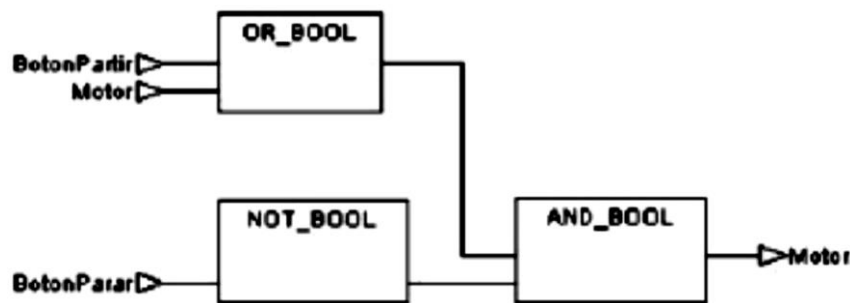 OR_BOOL
BotonPartir
Motor
NOT_BOOL
AND_BOOL
Motor
BotonParar